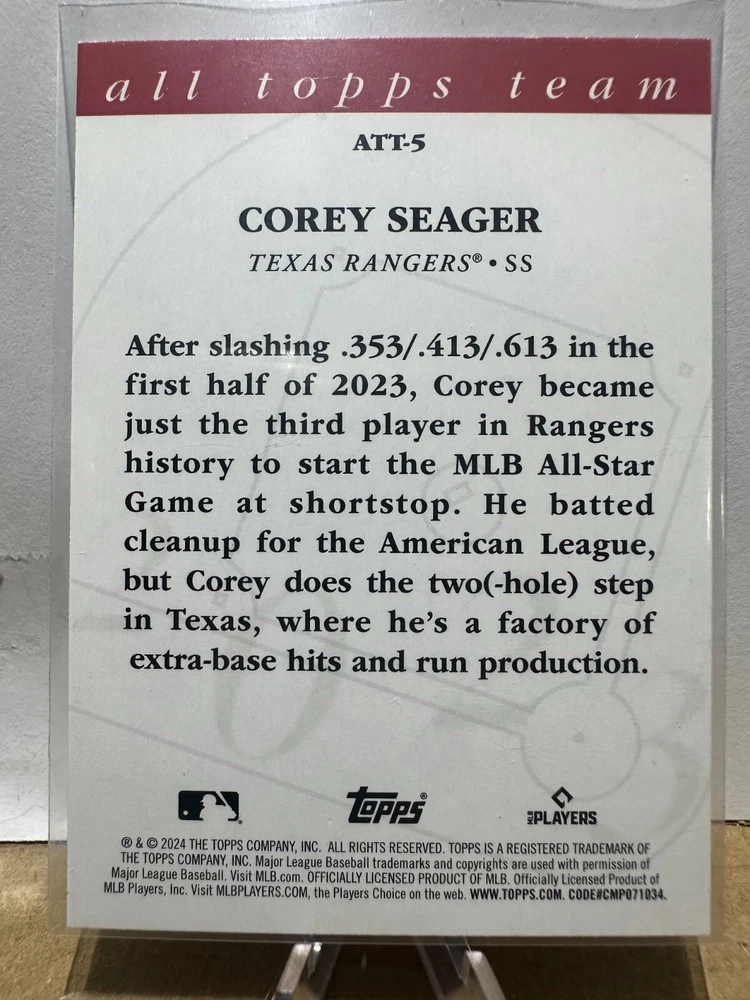 all topps team
ATT-5
COREY SEAGER
TEXAS RANGERS® • SS
After slashing .353/.413/.613 in the
first half of 2023, Corey became
just the third player in Rangers
history to start the MLB All-Star
Game at shortstop. He batted
cleanup for the American League,
but Corey does the two(-hole) step
in Texas, where he's a factory of
extra-base hits and run production.
topps®
MLB PLAYERS
® & © 2024 THE TOPPS COMPANY, INC. ALL RIGHTS RESERVED. TOPPS IS A REGISTERED TRADEMARK OF
THE TOPPS COMPANY, INC. Major League Baseball trademarks and copyrights are used with permission of
Major League Baseball. Visit MLB.com. OFFICIALLY LICENSED PRODUCT OF MLB. Officially Licensed Product of
MLB Players, Inc. Visit MLBPLAYERS.COM, the Players Choice on the web. WWW.TOPPS.COM. CODE#CMP071034.